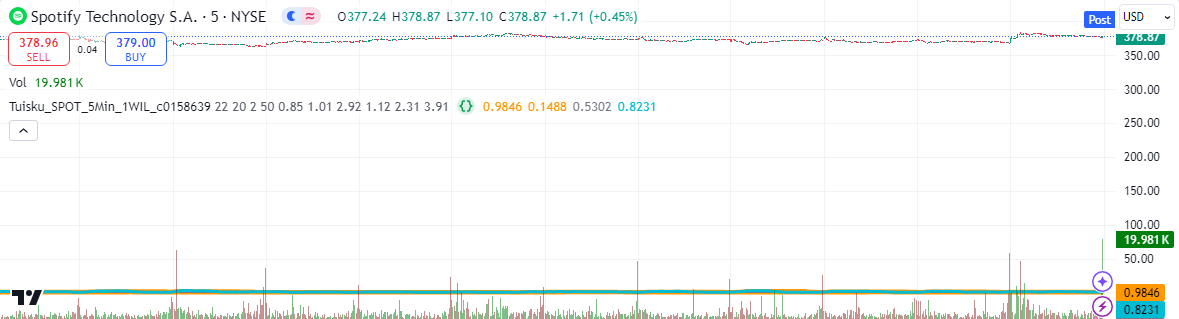 Spotify Technology S.A. · 5 · NYSE O377.24 H378.87 L377.10 C378.87 +1.71 (+0.45%)
Post USD
378.96 SELL 0.04 379.00 BUY
378.87
350.00
Vol 19.981 K
300.00
Tuisku_SPOT_5Min_1WIL_c0158639 22 20 2 50 0.85 1.01 2.92 1.12 2.31 3.91 {} 0.9846 0.1488 0.5302 0.8231
250.00
200.00
150.00
100.00
19.981 K
50.00
0.9846
0.8231